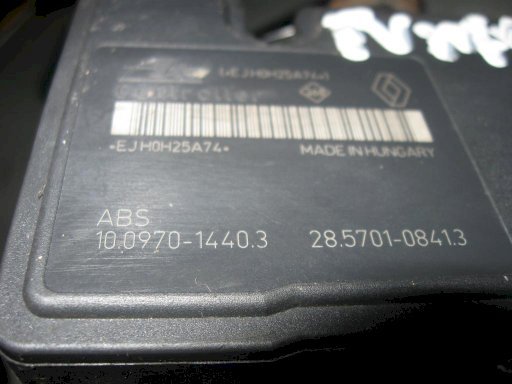 *EJH0H25A74*
Controller
*EJH0H25A74*
MADE IN HUNGARY
ABS
10.0970-1440.3
28.5701-0841.3